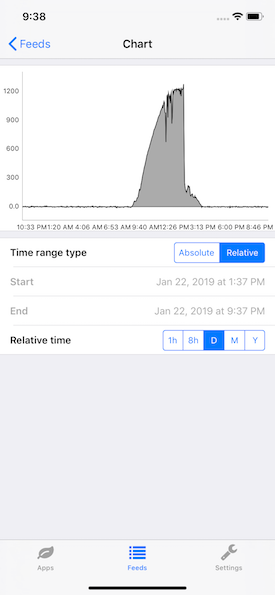 9:38
Feeds
Chart
1200
900
600
300
0.0
10:33 PM 1:20 AM 4:06 AM 6:53 AM 9:40 AM 12:26 PM 3:13 PM 6:00 PM 8:46 PM
Time range type Absolute Relative
Start Jan 22, 2019 at 1:37 PM
End Jan 22, 2019 at 9:37 PM
Relative time 1h 8h D M Y
Apps Feeds Settings